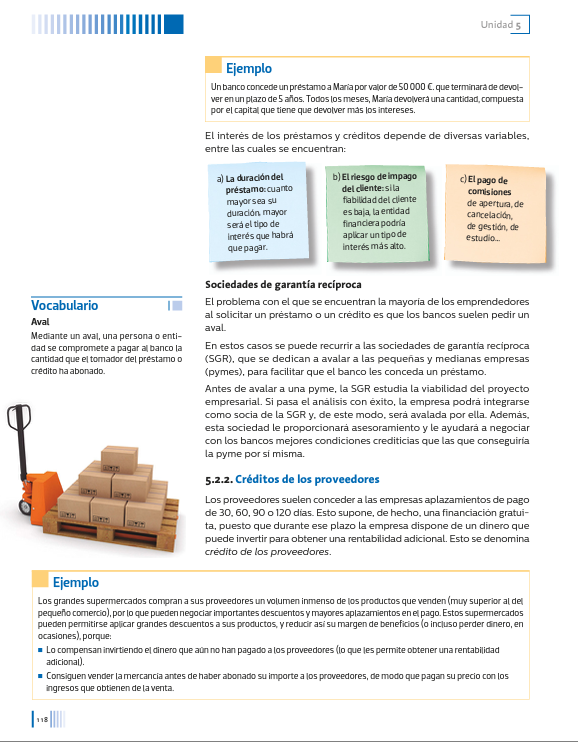 Unidad 5
Ejemplo
Un banco concede un préstamo a María por valor de 50 000 €, que terminará de devol-
ver en un plazo de 5 años. Todos los meses, María devolverá una cantidad, compuesta
por el capital que tiene que devolver más los intereses.
El interés de los préstamos y créditos depende de diversas variables,
entre las cuales se encuentran:
a) La duración del
préstamo: cuanto
mayor sea su
duración, mayor
será el tipo de
interés que habrá
que pagar.
b) El riesgo de impago
del cliente: si la
fiabilidad del cliente
es baja, la entidad
financiera podría
aplicar un tipo de
interés más alto.
c) El pago de
comisiones
de apertura, de
cancelación,
de gestión, de
estudio...
Sociedades de garantía recíproca
El problema con el que se encuentran la mayoría de los emprendedores
al solicitar un préstamo o un crédito es que los bancos suelen pedir un
aval.
En estos casos se puede recurrir a las sociedades de garantía recíproca
(SGR), que se dedican a avalar a las pequeñas y medianas empresas
(pymes), para facilitar que el banco les conceda un préstamo.
Antes de avalar a una pyme, la SGR estudia la viabilidad del proyecto
empresarial. Si pasa el análisis con éxito, la empresa podrá integrarse
como socia de la SGR y, de este modo, será avalada por ella. Además,
esta sociedad le proporcionará asesoramiento y le ayudará a negociar
con los bancos mejores condiciones crediticias que las que conseguiría
la pyme por sí misma.
Vocabulario
Aval
Mediante un aval, una persona o enti-
dad se compromete a pagar al banco la
cantidad que el tomador del préstamo o
crédito ha abonado.
5.2.2. Créditos de los proveedores
Los proveedores suelen conceder a las empresas aplazamientos de pago
de 30, 60, 90 o 120 días. Esto supone, de hecho, una financiación gratui-
ta, puesto que durante ese plazo la empresa dispone de un dinero que
puede invertir para obtener una rentabilidad adicional. Esto se denomina
crédito de los proveedores.
Ejemplo
Los grandes supermercados compran a sus proveedores un volumen inmenso de los productos que venden (muy superior al del
pequeño comercio), por lo que pueden negociar importantes descuentos y mayores aplazamientos en el pago. Estos supermercados
pueden permitirse aplicar grandes descuentos a sus productos, y reducir así su margen de beneficios (o incluso perder dinero, en
ocasiones), porque:
■ Lo compensan invirtiendo el dinero que aún no han pagado a los proveedores (lo que les permite obtener una rentabilidad
adicional).
■ Consiguen vender la mercancía antes de haber abonado su importe a los proveedores, de modo que pagan su precio con los
ingresos que obtienen de la venta.
118